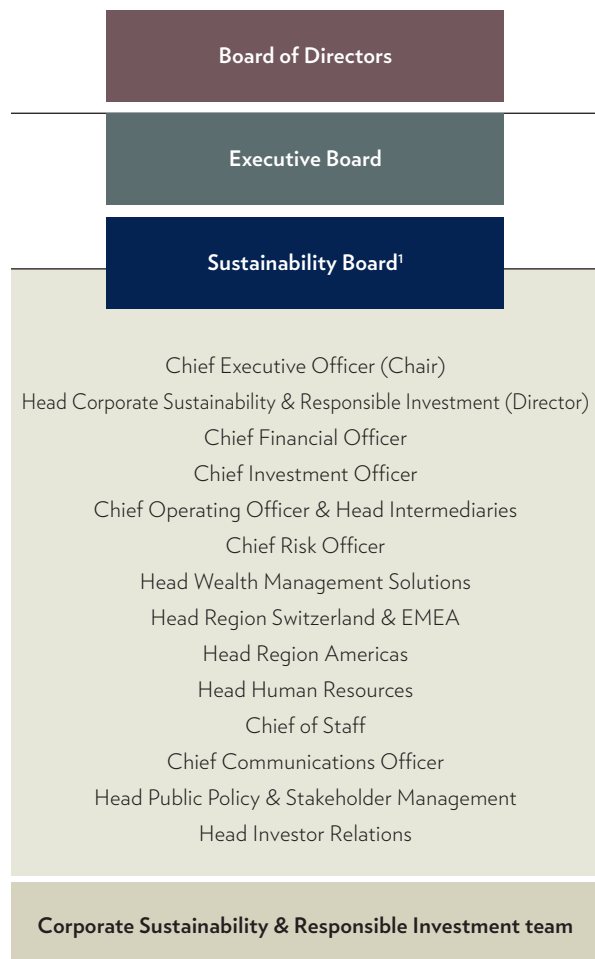 Board of Directors
Executive Board
Sustainability Board¹
Chief Executive Officer (Chair)
Head Corporate Sustainability & Responsible Investment (Director)
Chief Financial Officer
Chief Investment Officer
Chief Operating Officer & Head Intermediaries
Chief Risk Officer
Head Wealth Management Solutions
Head Region Switzerland & EMEA
Head Region Americas
Head Human Resources
Chief of Staff
Chief Communications Officer
Head Public Policy & Stakeholder Management
Head Investor Relations
Corporate Sustainability & Responsible Investment team